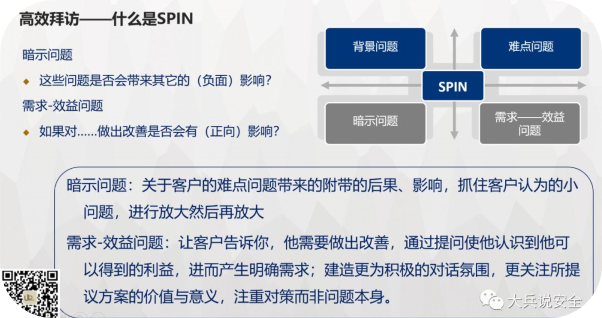 高效拜访——什么是SPIN
暗示问题
这些问题是否会带来其它的（负面）影响？
需求-效益问题
如果对……做出改善是否会有（正向）影响？
背景问题
难点问题
SPIN
暗示问题
需求——效益
问题
暗示问题：关于客户的难点问题带来的附带的后果、影响，抓住客户认为的小
问题，进行放大然后再放大
需求-效益问题：让客户告诉你，他需要做出改善，通过提问使他认识到他可
以得到的利益，进而产生明确需求；建造更为积极的对话氛围，更关注所提
议方案的价值与意义，注重对策而非问题本身。
大兵说安全